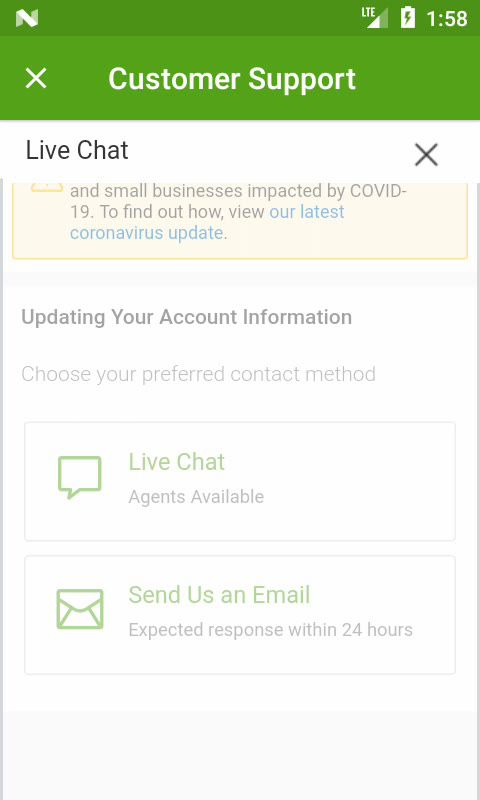 LTE 1:58
Customer Support
Live Chat
and small businesses impacted by COVID-
19. To find out how, view our latest
coronavirus update.
Updating Your Account Information
Choose your preferred contact method
Live Chat
Agents Available
Send Us an Email
Expected response within 24 hours